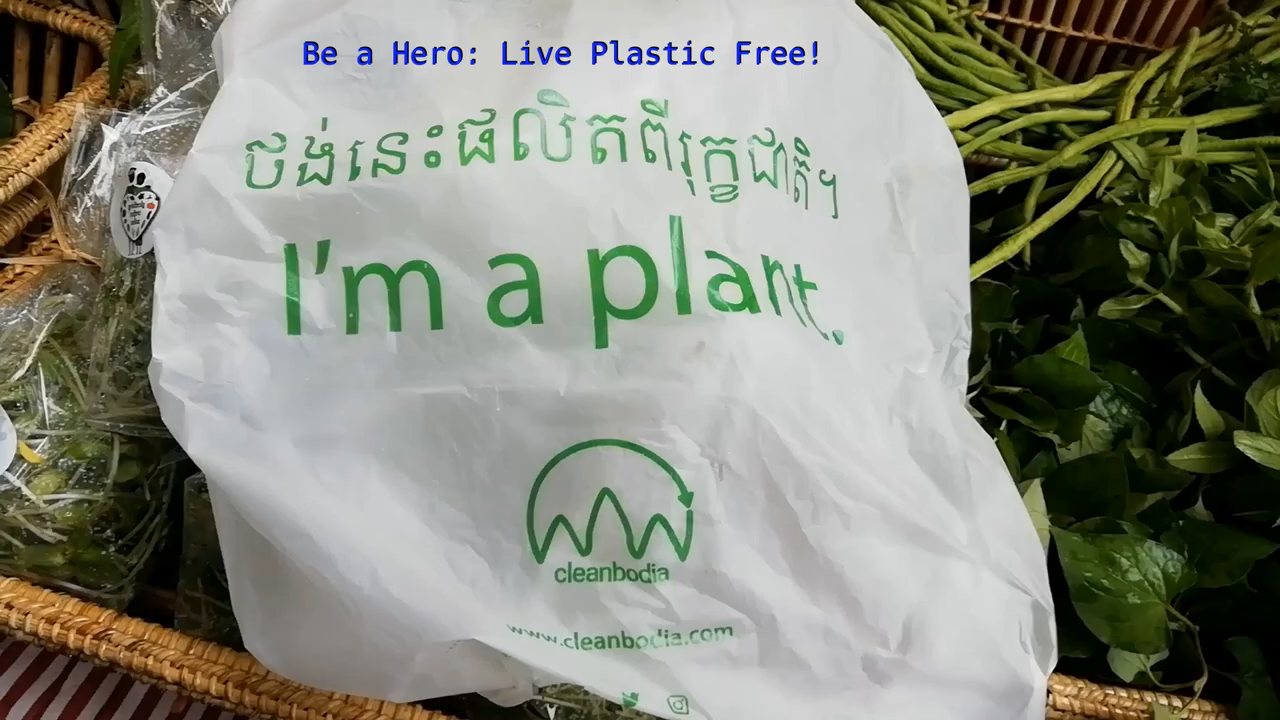 Be a Hero: Live Plastic Free!
ថង់នេះផលិតពីរុក្ខជាតិៗ
I'm a plant.
cleanbodia
www.cleanbodia.com